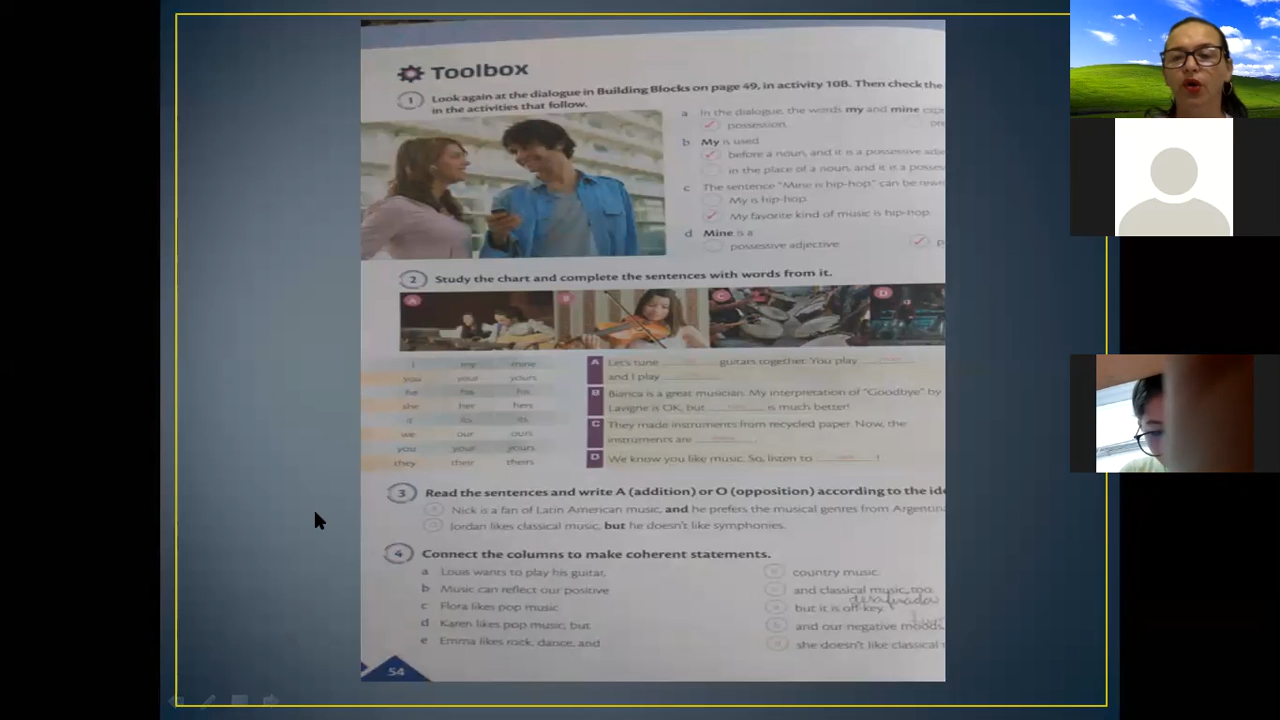 Toolbox
1 Look again at the dialogue in Building Blocks on page 49, in activity 10B. Then check the
in the activities that follow.
a In the dialogue, the words my and mine
possession.
b My is used
before a noun, and it is a possessive
in the place of a noun, and it is a
c The sentence "Mine is hip-hop." can be
My is hip-hop.
My favorite kind of music is hip-hop.
d Mine is a
possessive adjective
2 Study the chart and complete the sentences with words from it.
A B C D
I my mine
you your yours
he his his
she her hers
it its its
we our ours
you your yours
they their theirs
A Let's tune guitars together. You play
and I play
B Bianca is a great musician. My interpretation of "Goodbye" by
Lavigne is OK, but is much better!
C They made instruments from recycled paper. Now, the
instruments are
D We know you like music. So, listen to !
3 Read the sentences and write A (addition) or O (opposition) according to the
Nick is a fan of Latin American music, and he prefers the musical genres from
Jordan likes classical music, but he doesn't like symphonies.
4 Connect the columns to make coherent statements.
a Louis wants to play his guitar,
b Music can reflect our positive
c Flora likes pop music
d Karen likes pop music, but
e Emma likes rock, dance, and
country music.
and classical music, too.
desafinador
but it is off-key.
and our negative moods.
she doesn't like classical
54